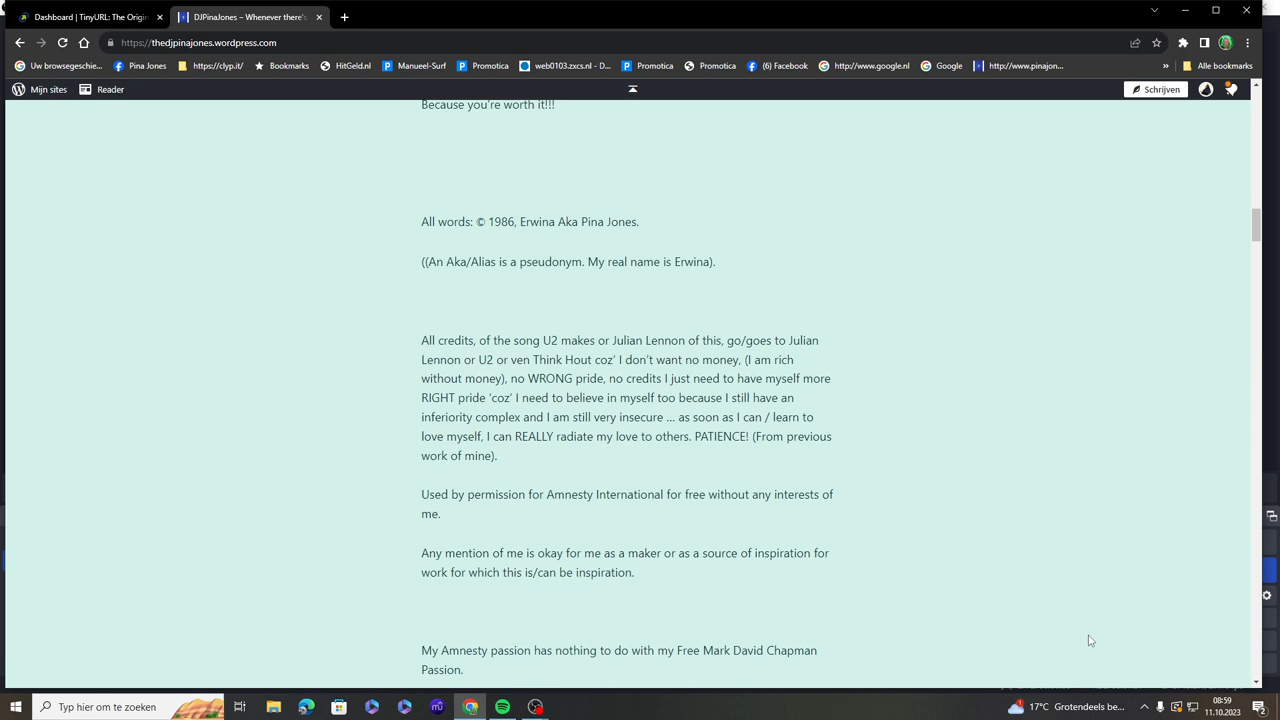 Dashboard | TinyURL: The Origin
DJPinaJones – Whenever there's
https://thedjpinajones.wordpress.com
Uw browsegeschie...
Pina Jones
https://clyp.it/
Bookmarks
HitGeld.nl
Manueel-Surf
Promotica
web0103.zxcs.nl - D...
Promotica
Promotica
(6) Facebook
http://www.google.nl
Google
http://www.pinajon...
»
Alle bookmarks
Mijn sites
Reader
Schrijven
Because you're worth it!!!
All words: © 1986, Erwina Aka Pina Jones.
((An Aka/Alias is a pseudonym. My real name is Erwina).
All credits, of the song U2 makes or Julian Lennon of this, go/goes to Julian
Lennon or U2 or ven Think Hout coz' I don't want no money, (I am rich
without money), no WRONG pride, no credits I just need to have myself more
RIGHT pride 'coz' I need to believe in myself too because I still have an
inferiority complex and I am still very insecure ... as soon as I can / learn to
love myself, I can REALLY radiate my love to others. PATIENCE! (From previous
work of mine).
Used by permission for Amnesty International for free without any interests of
me.
Any mention of me is okay for me as a maker or as a source of inspiration for
work for which this is/can be inspiration.
My Amnesty passion has nothing to do with my Free Mark David Chapman
Passion.
Typ hier om te zoeken
17°C Grotendeels be...
08:59
11.10.2023
2